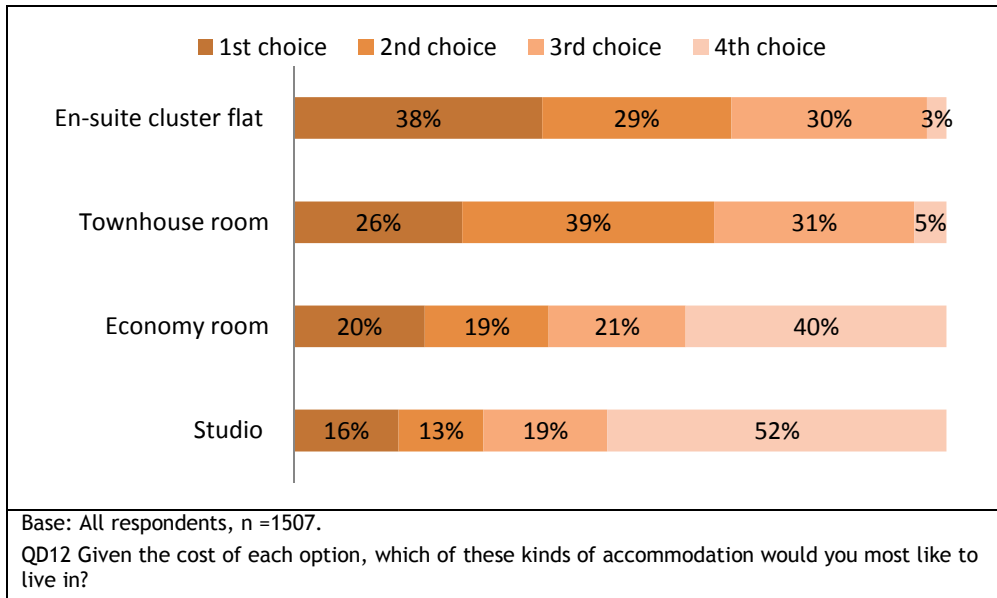 1st choice 2nd choice 3rd choice 4th choice
En-suite cluster flat 38% 29% 30% 3%
Townhouse room 26% 39% 31% 5%
Economy room 20% 19% 21% 40%
Studio 16% 13% 19% 52%
Base: All respondents, n =1507.
QD12 Given the cost of each option, which of these kinds of accommodation would you most like to
live in?